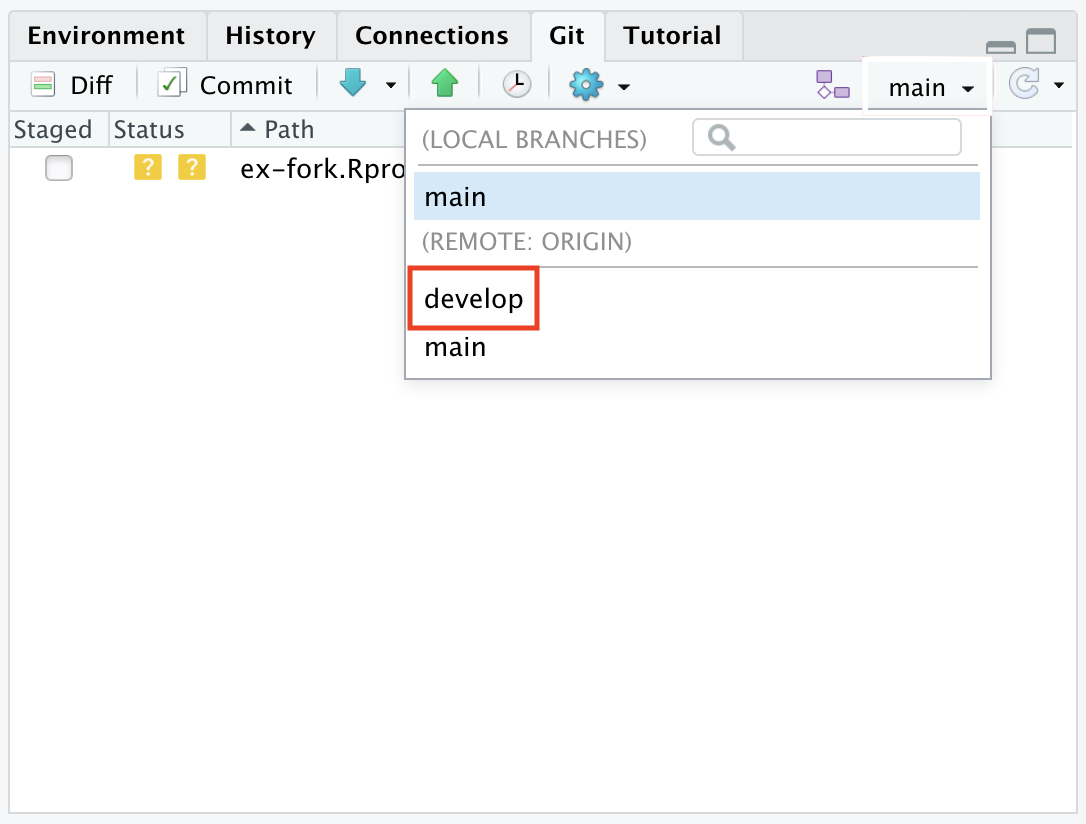 Environment History Connections Git Tutorial
Diff Commit main
Staged Status Path
? ? ex-fork.Rpro
(LOCAL BRANCHES)
main
(REMOTE: ORIGIN)
develop
main